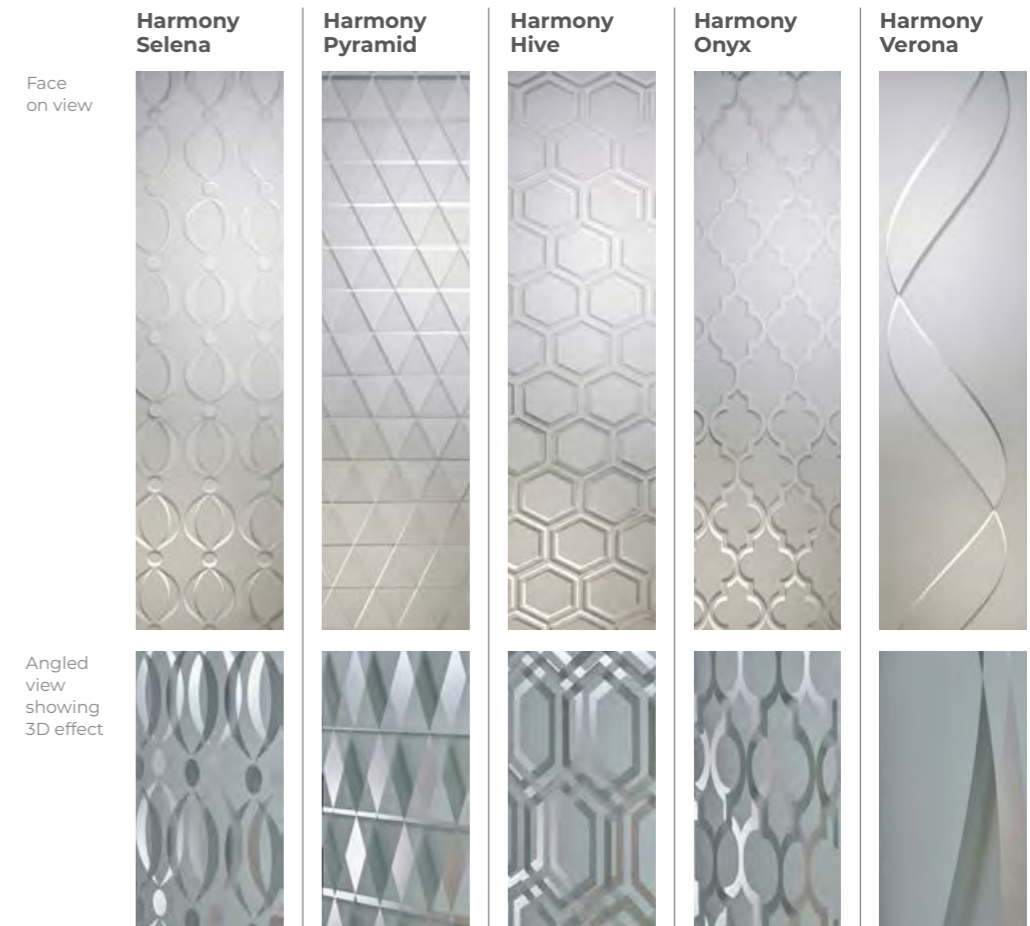 Harmony
Selena
Harmony
Pyramid
Harmony
Hive
Harmony
Onyx
Harmony
Verona
Face
on view
Angled
view
showing
3D effect